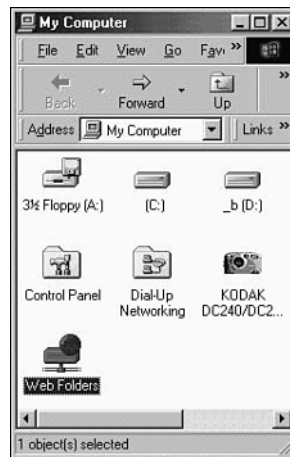 My Computer
File Edit View Go Favi »
Back Forward Up »
Address My Computer Links »
3½ Floppy (A:) (C:) _b (D:)
Control Panel Dial-Up Networking KODAK DC240/DC2...
Web Folders
1 object(s) selected